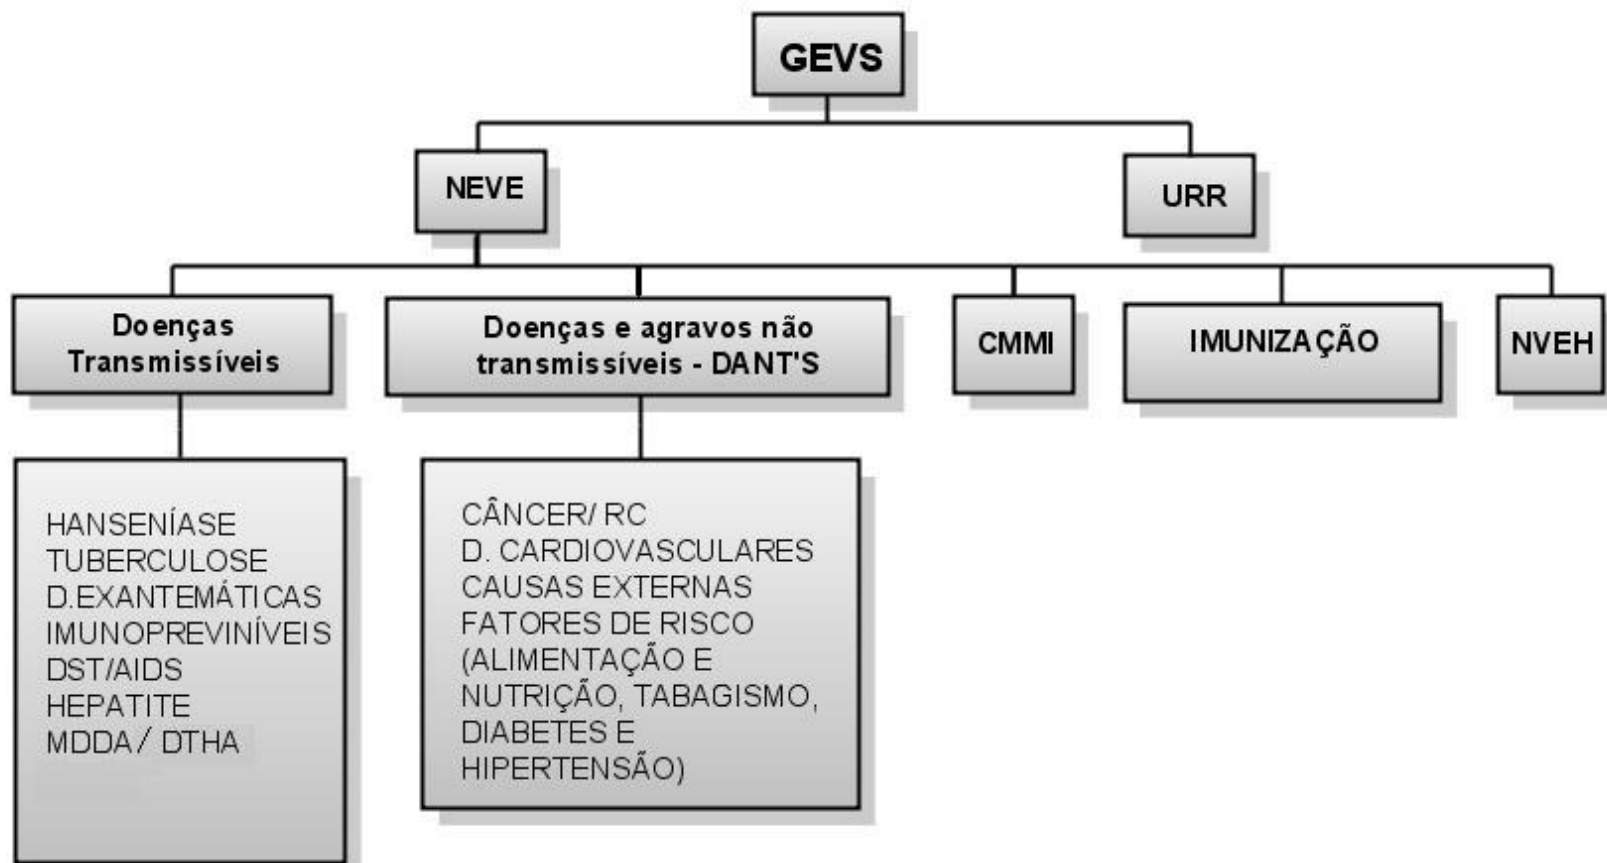 GEVS
NEVE
URR
Doenças
Transmissíveis
Doenças e agravos não
transmissíveis - DANT'S
CMMI
IMUNIZAÇÃO
NVEH
HANSENÍASE
TUBERCULOSE
D.EXANTEMÁTICAS
IMUNOPREVINÍVEIS
DST/AIDS
HEPATITE
MDDA/ DTHA
CÂNCER/ RC
D. CARDIOVASCULARES
CAUSAS EXTERNAS
FATORES DE RISCO
(ALIMENTAÇÃO E
NUTRIÇÃO, TABAGISMO,
DIABETES E
HIPERTENSÃO)